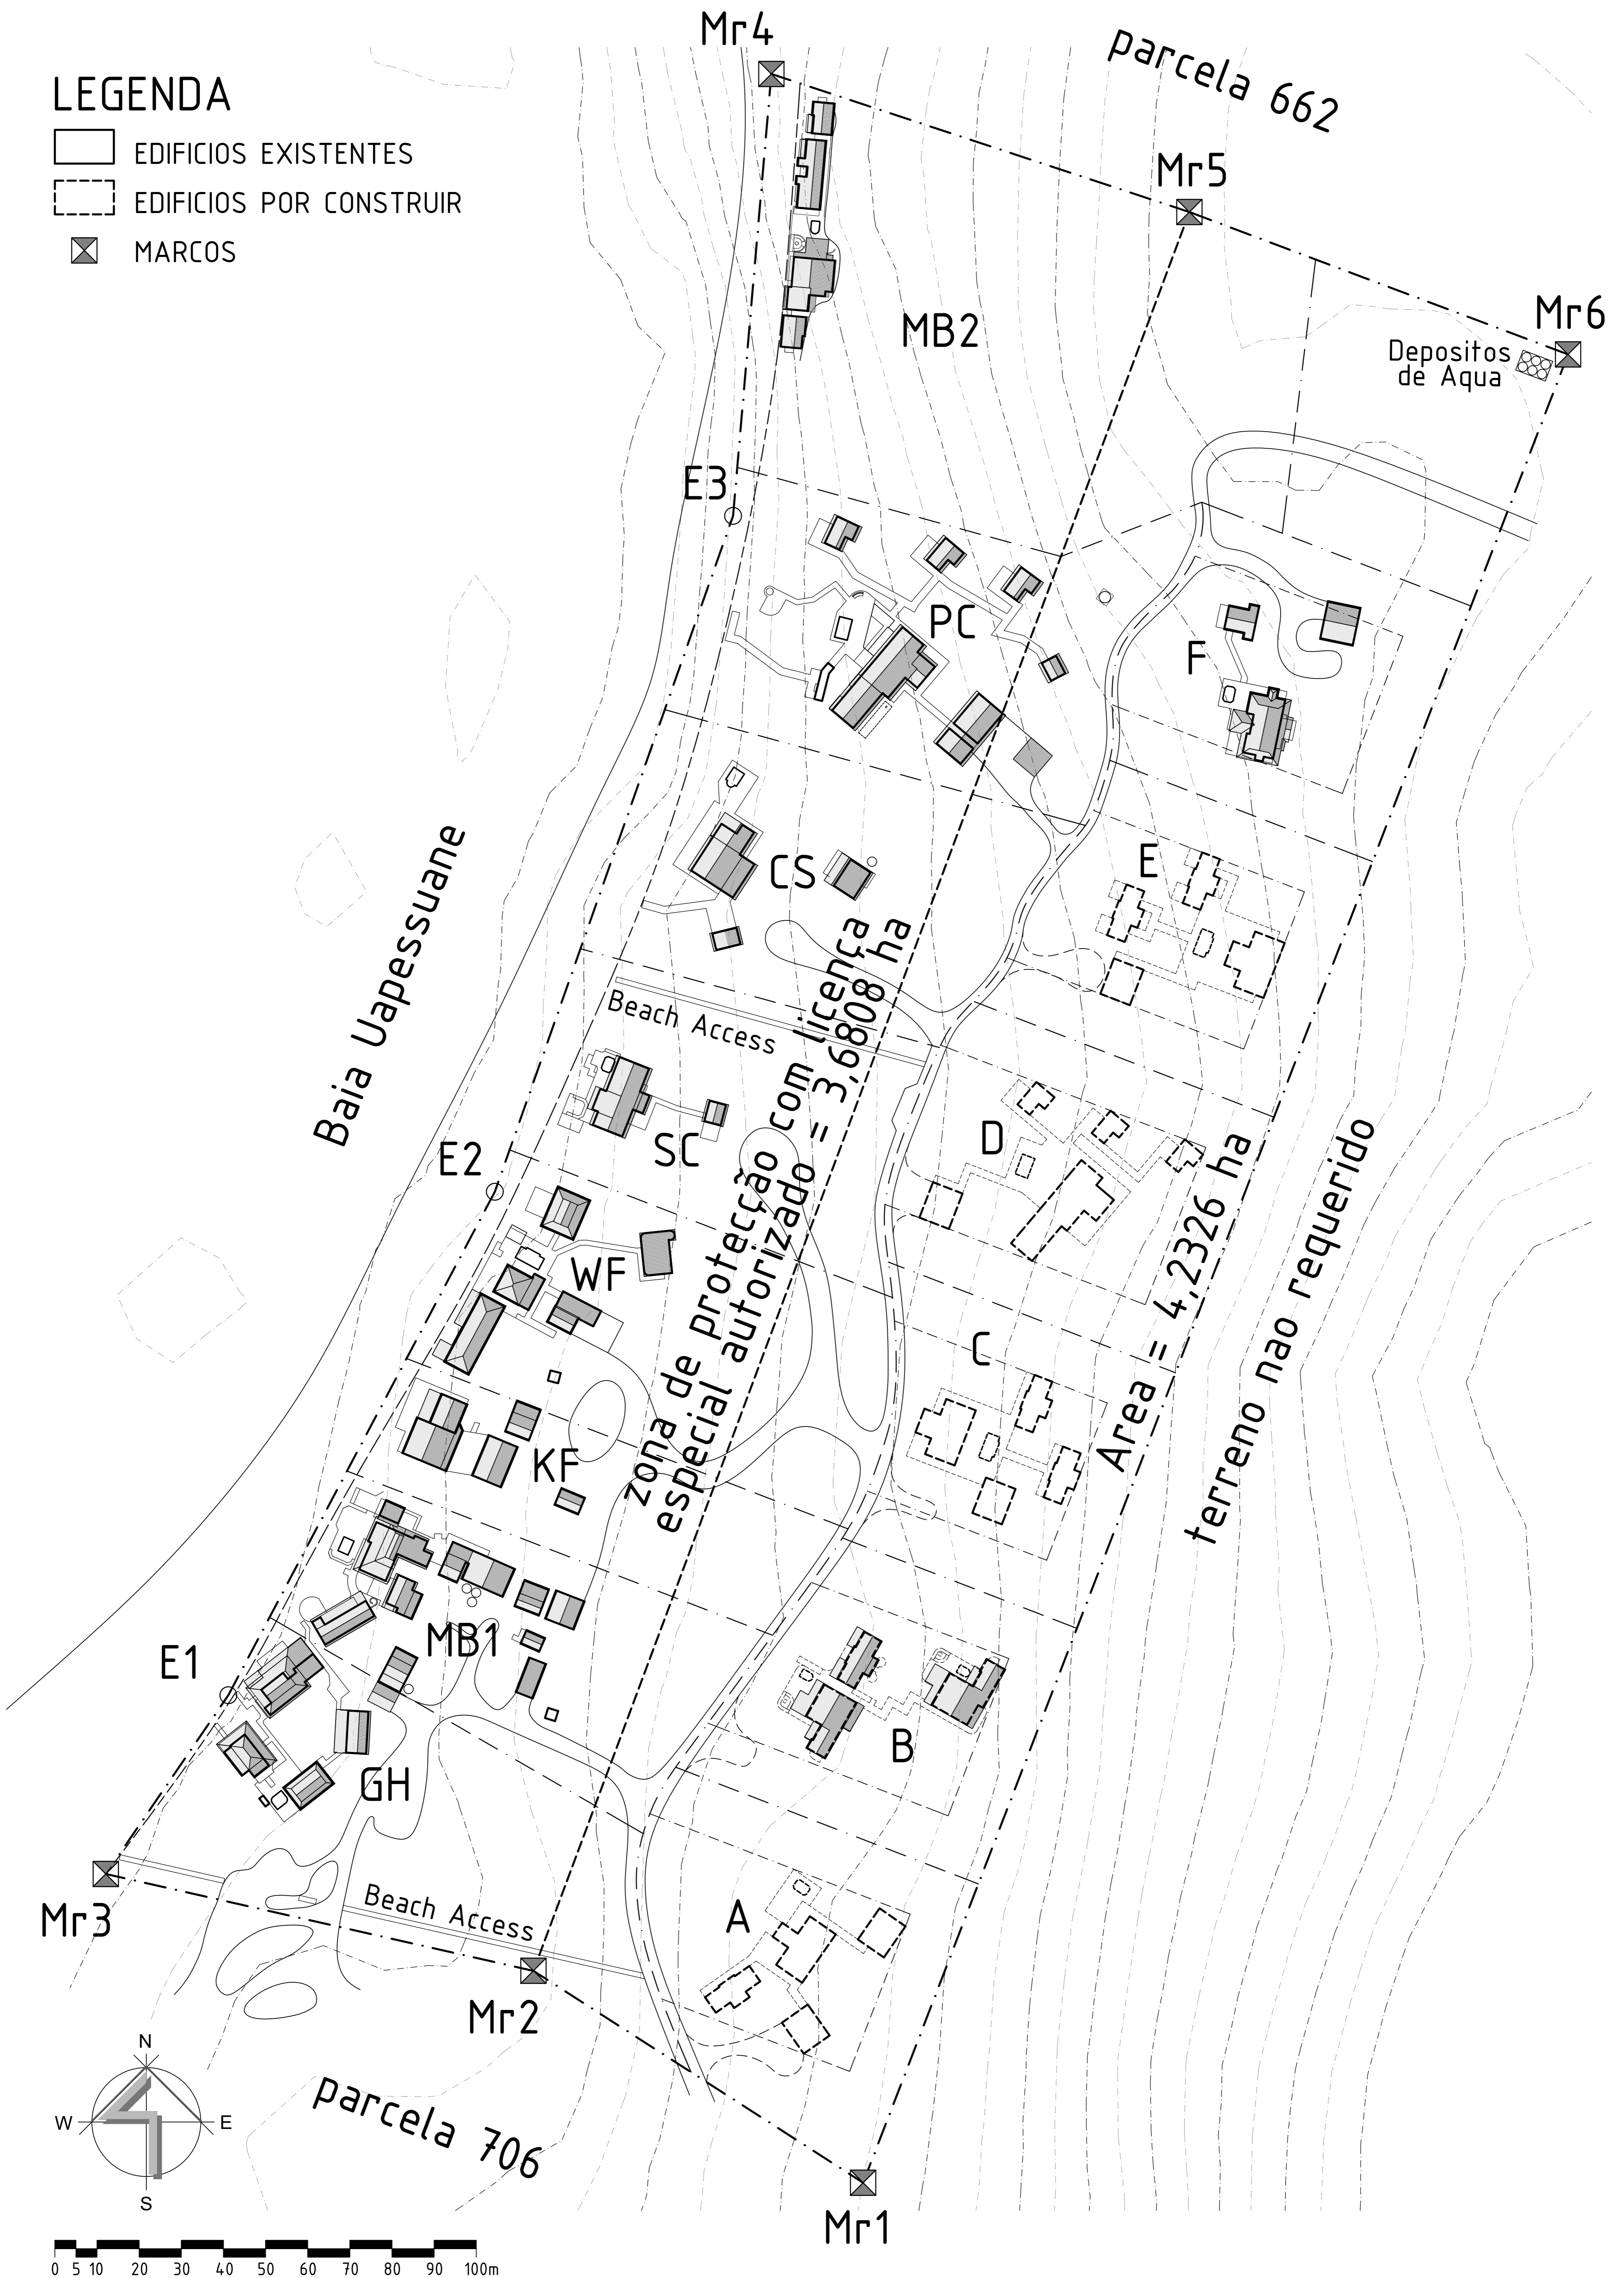 Mr4
parcela 662
LEGENDA
EDIFICIOS EXISTENTES
EDIFICIOS POR CONSTRUIR
MARCOS
Mr5
Mr6
MB2
Depositos
de Aqua
E3
PC
F
CS
E
Baia Uapessuane
Beach Access
zona de protecção com licença
especial autorizado = 3,6808 ha
SC
D
E2
Area = 4,2326 ha
terreno nao requerido
WF
C
KF
MB1
E1
B
GH
Mr3
Beach Access
A
Mr2
N
W
E
S
parcela 706
Mr1
0 5 10 20 30 40 50 60 70 80 90 100m